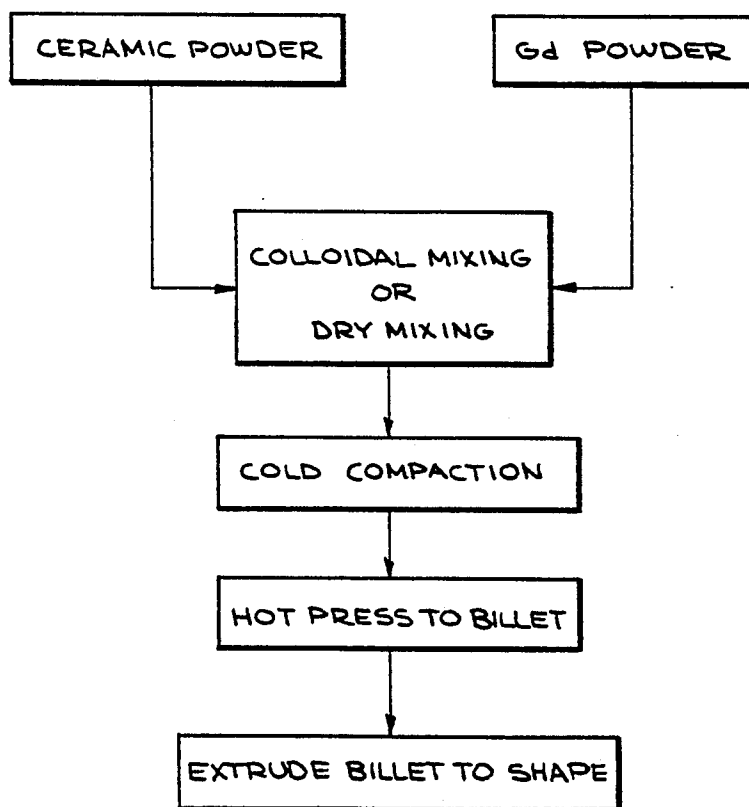 CERAMIC POWDER
Gd POWDER
COLLOIDAL MIXING
OR
DRY MIXING
COLD COMPACTION
HOT PRESS TO BILLET
EXTRUDE BILLET TO SHAPE